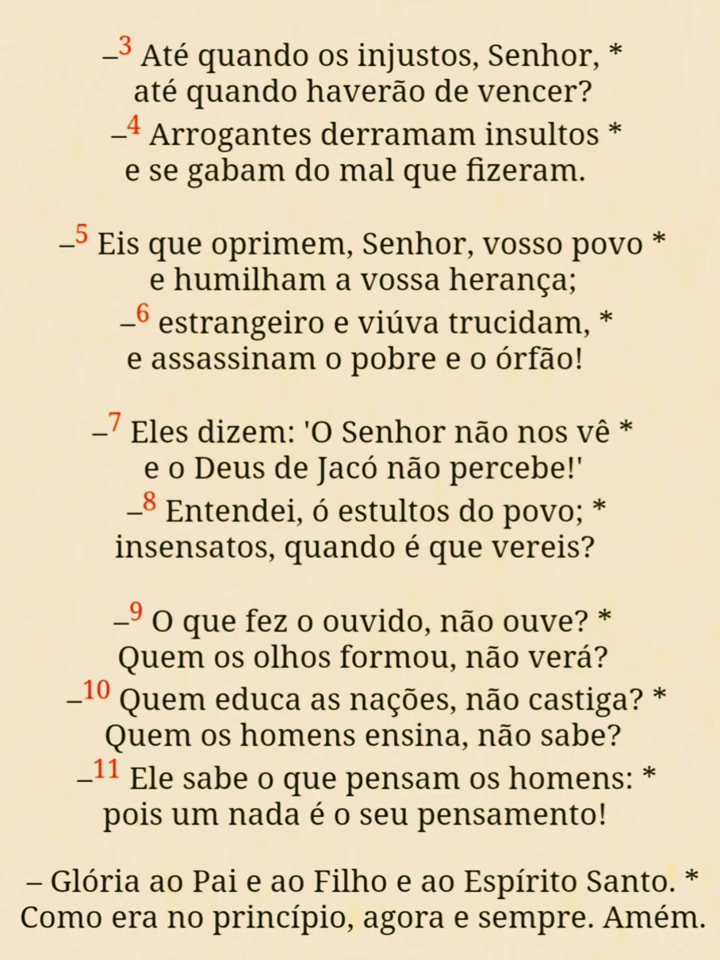 –3 Até quando os injustos, Senhor, *
até quando haverão de vencer?
–4 Arrogantes derramam insultos *
e se gabam do mal que fizeram.
–5 Eis que oprimem, Senhor, vosso povo *
e humilham a vossa herança;
–6 estrangeiro e viúva trucidam, *
e assassinam o pobre e o órfão!
–7 Eles dizem: 'O Senhor não nos vê *
e o Deus de Jacó não percebe!'
–8 Entendei, ó estultos do povo; *
insensatos, quando é que vereis?
–9 O que fez o ouvido, não ouve? *
Quem os olhos formou, não verá?
–10 Quem educa as nações, não castiga? *
Quem os homens ensina, não sabe?
–11 Ele sabe o que pensam os homens: *
pois um nada é o seu pensamento!
– Glória ao Pai e ao Filho e ao Espírito Santo. *
Como era no princípio, agora e sempre. Amém.